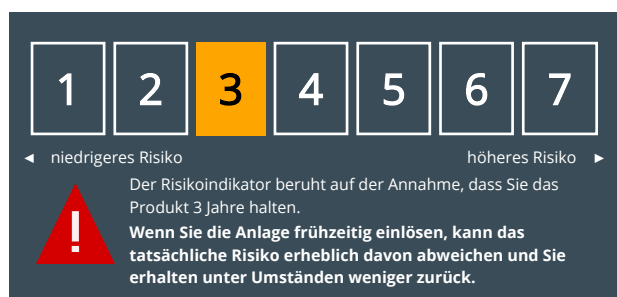 1 2 3 4 5 6 7
◄ niedrigeres Risiko höheres Risiko ►
Der Risikoindikator beruht auf der Annahme, dass Sie das
Produkt 3 Jahre halten.
Wenn Sie die Anlage frühzeitig einlösen, kann das
tatsächliche Risiko erheblich davon abweichen und Sie
erhalten unter Umständen weniger zurück.
!